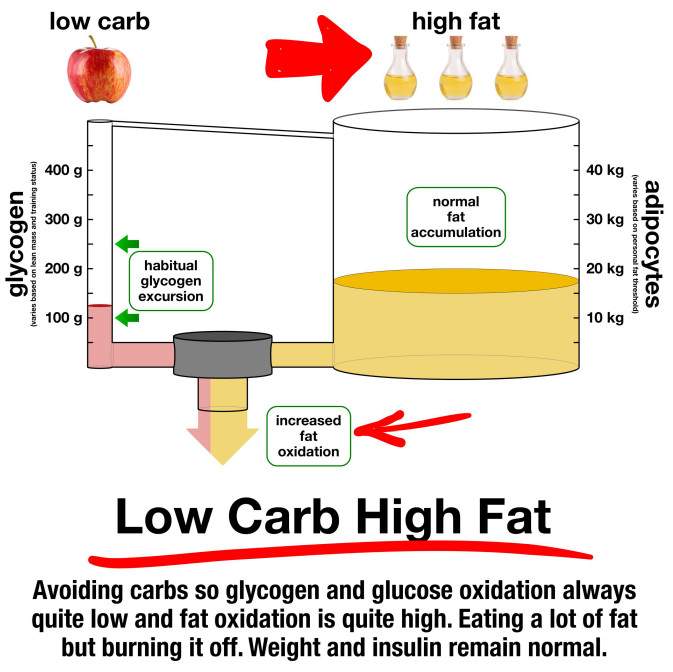 low carb
high fat
400 g
300 g
200 g
100 g
glycogen
(varies based on lean mass and training status)
habitual
glycogen
excursion
normal
fat
accumulation
40 kg
30 kg
20 kg
10 kg
adipocytes
(varies based on personal fat threshold)
increased
fat
oxidation
Low Carb High Fat
Avoiding carbs so glycogen and glucose oxidation always
quite low and fat oxidation is quite high. Eating a lot of fat
but burning it off. Weight and insulin remain normal.